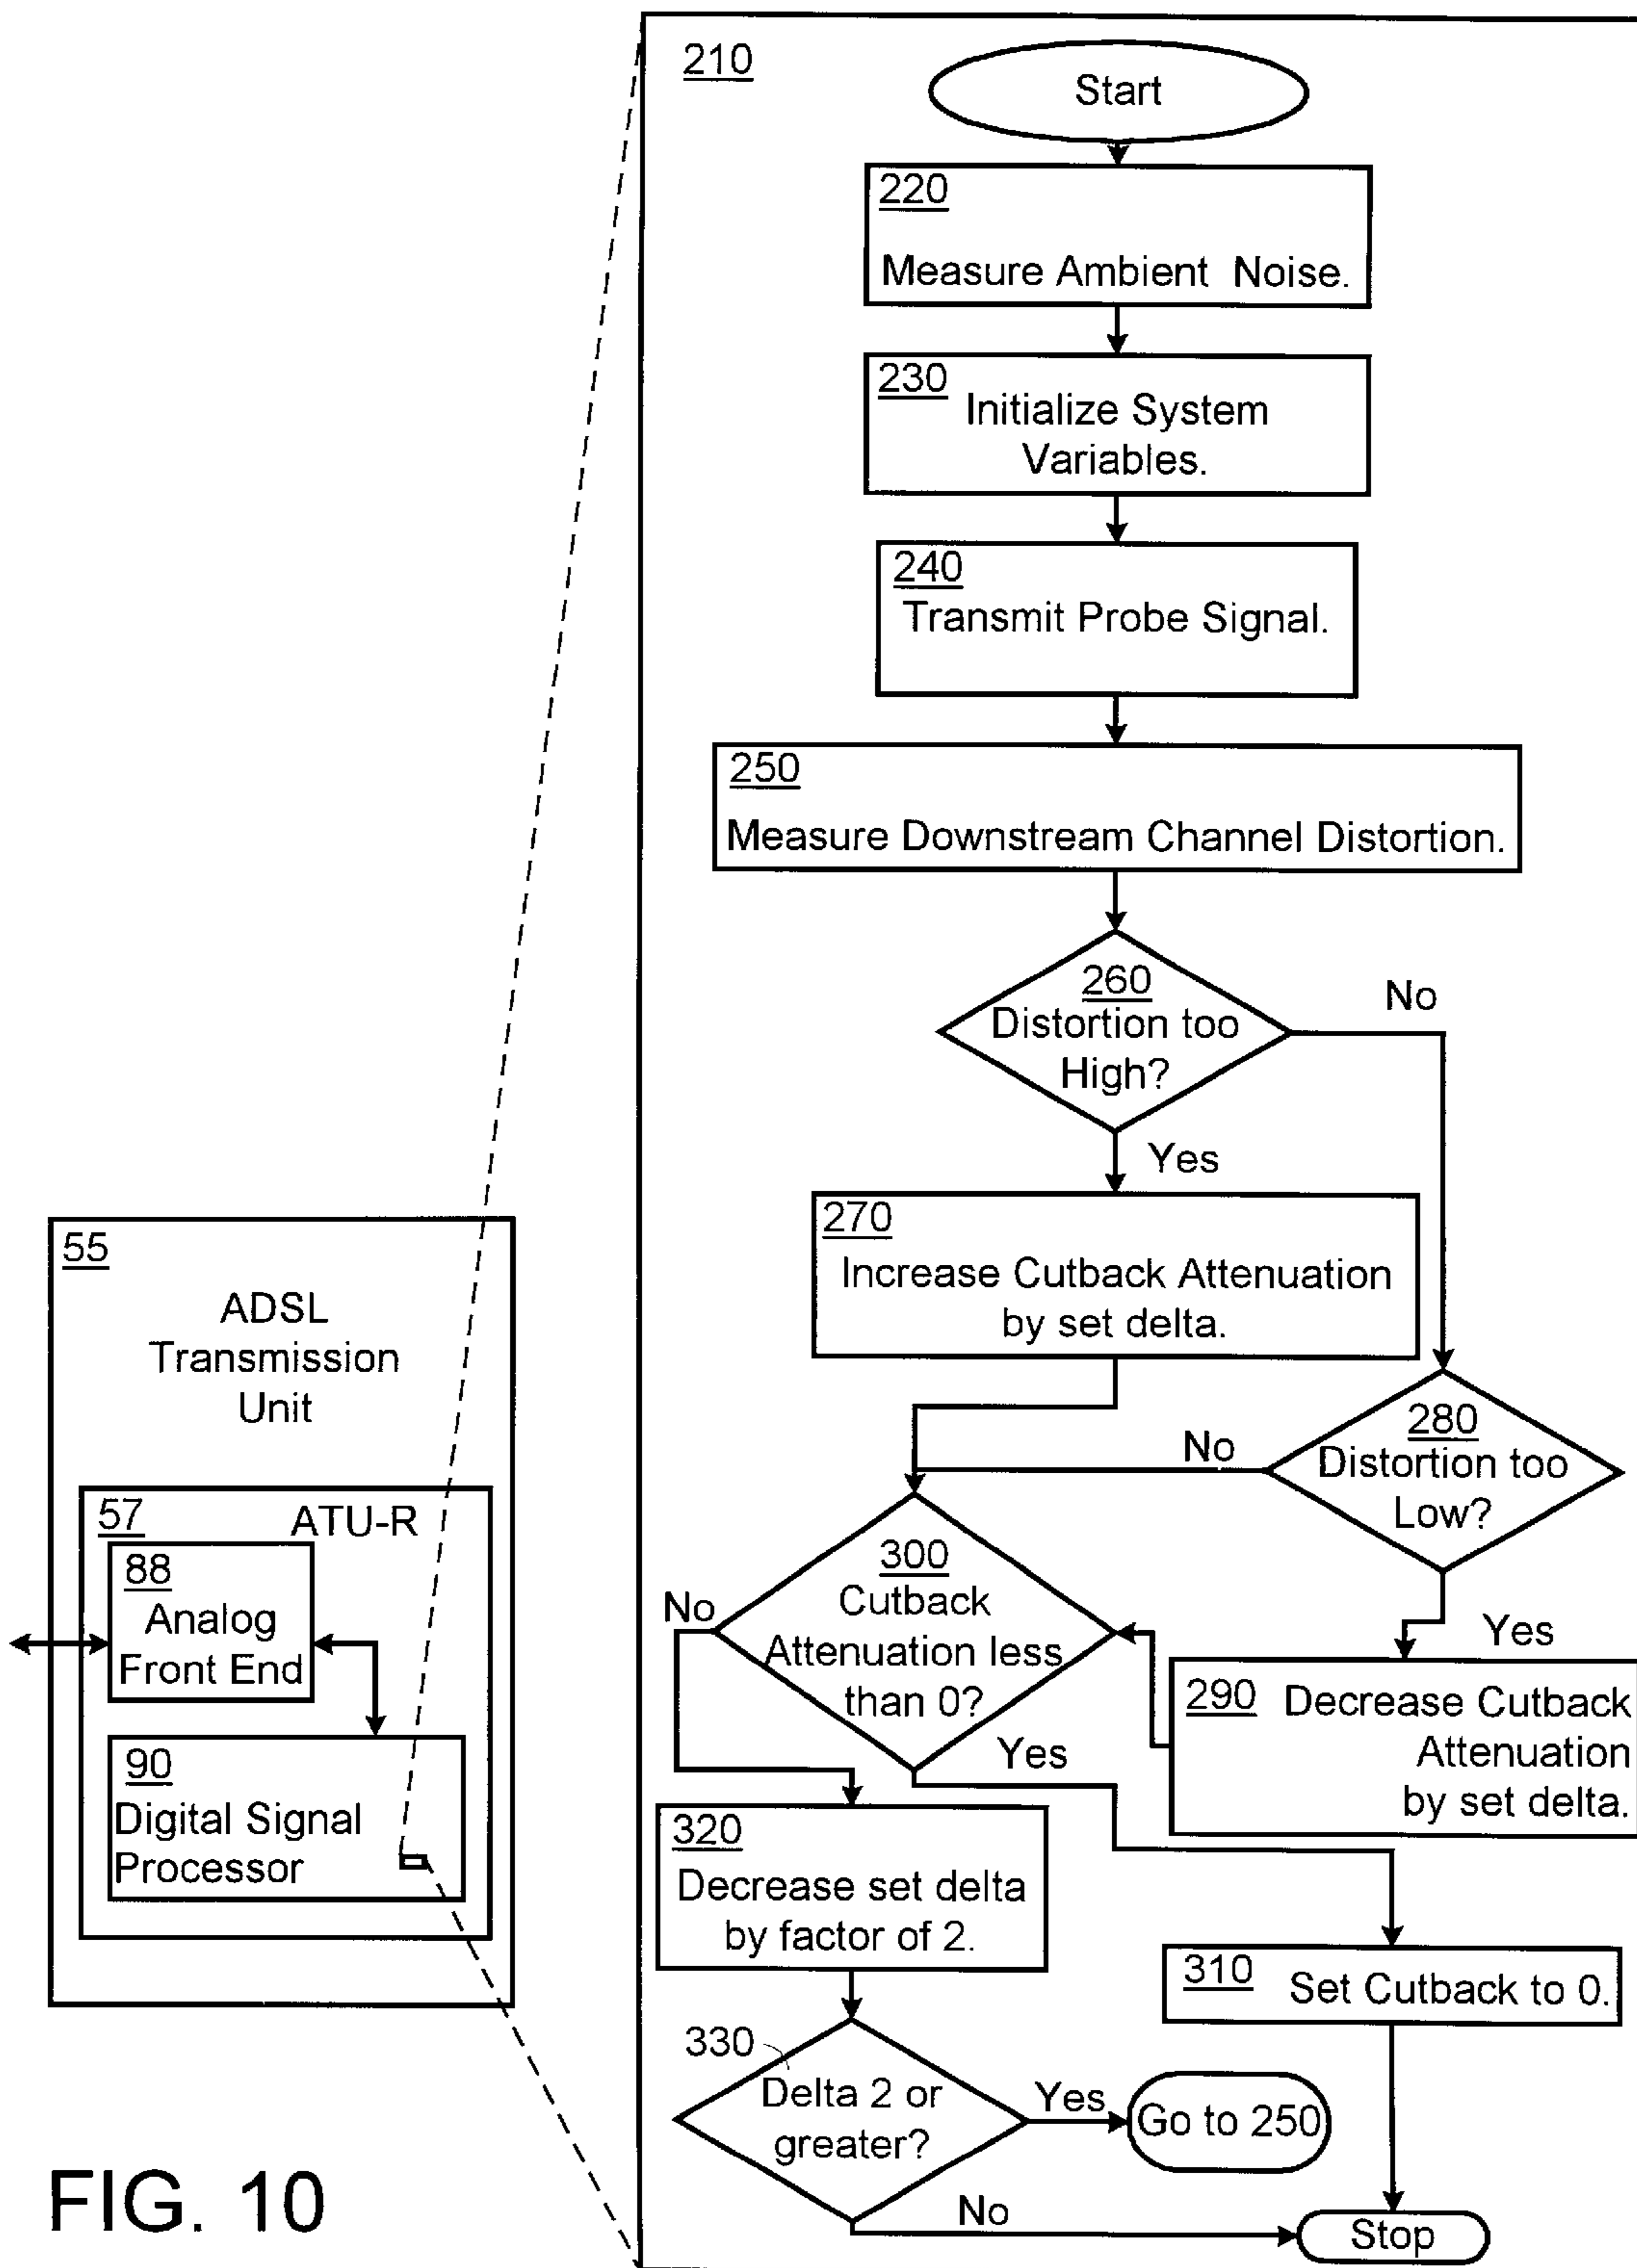 210
Start
220
Measure Ambient Noise.
230
Initialize System
Variables.
240
Transmit Probe Signal.
250
Measure Downstream Channel Distortion.
260
Distortion too
High?
No
Yes
270
Increase Cutback Attenuation
by set delta.
280
Distortion too
Low?
No
Yes
290 Decrease Cutback
Attenuation
by set delta.
300
Cutback
Attenuation less
than 0?
No
Yes
320
Decrease set delta
by factor of 2.
310 Set Cutback to 0.
330
Delta 2 or
greater?
Yes
Go to 250
No
Stop
55
ADSL
Transmission
Unit
57
ATU-R
88
Analog
Front End
90
Digital Signal
Processor
FIG. 10